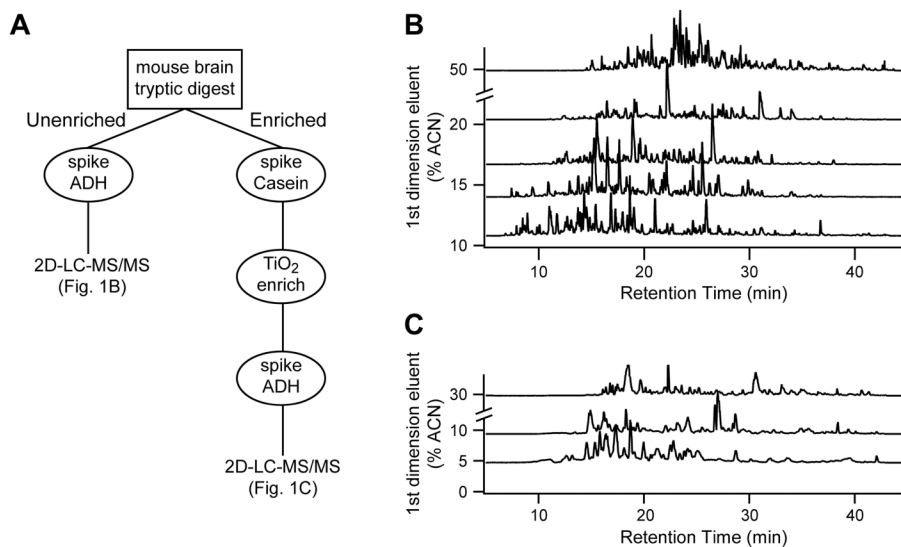 A
mouse brain
tryptic digest
Unenriched
Enriched
spike
ADH
spike
Casein
2D-LC-MS/MS
(Fig. 1B)
TiO2
enrich
spike
ADH
2D-LC-MS/MS
(Fig. 1C)
B
1st dimension eluent
(% ACN)
50
20
15
10
10
20
30
40
Retention Time (min)
C
1st dimension eluent
(% ACN)
30
10
5
0
10
20
30
40
Retention Time (min)